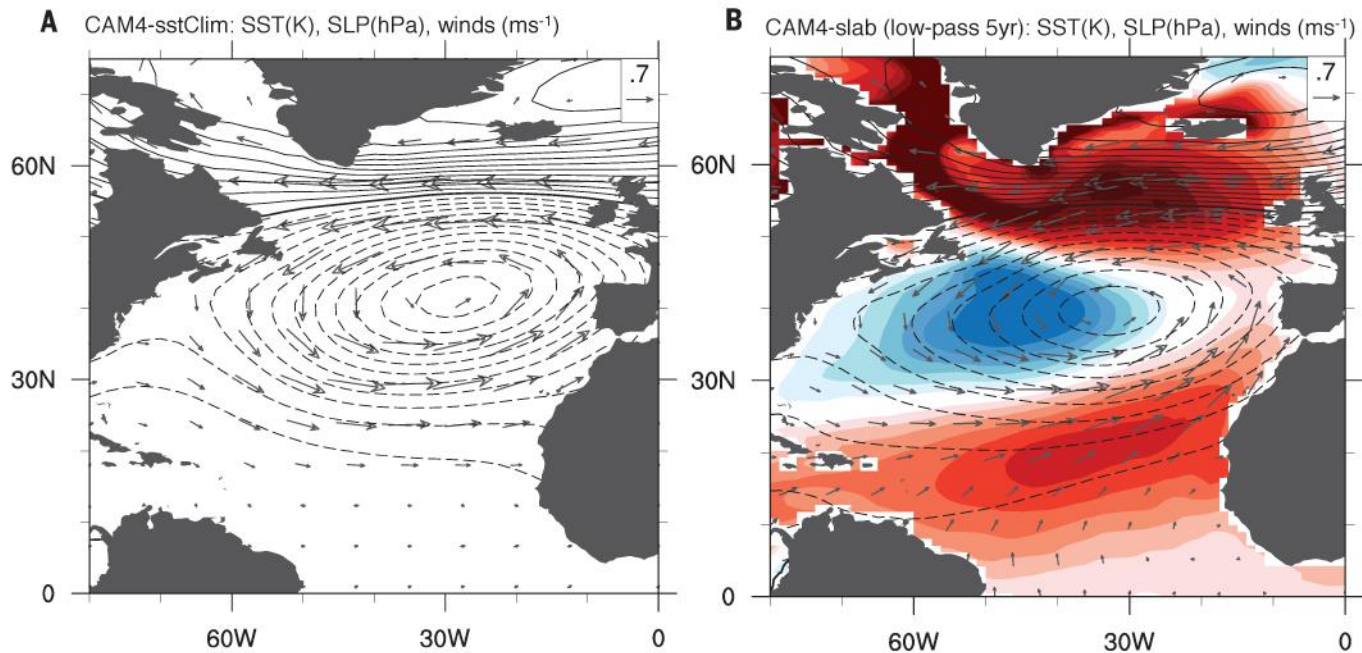 A CAM4-sstClim: SST(K), SLP(hPa), winds (ms-1)
.7
60N
30N
0
60W 30W 0
B CAM4-slab (low-pass 5yr): SST(K), SLP(hPa), winds (ms-1)
.7
60N
30N
0
60W 30W 0